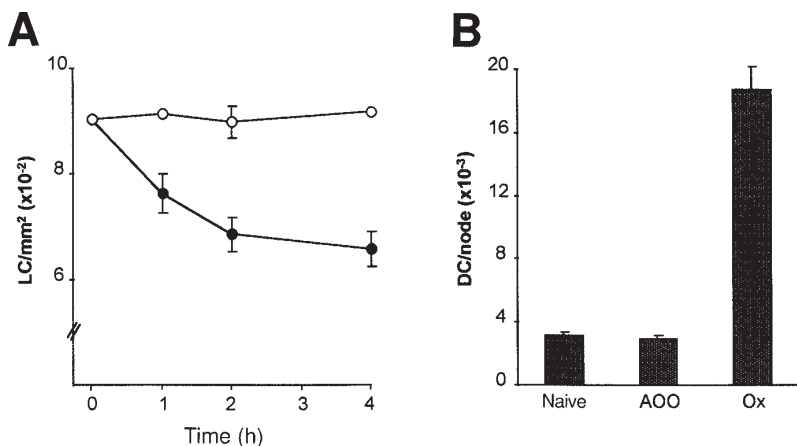 A
LC/mm² (x10⁻²)
10
8
6
0
1
2
3
4
Time (h)
B
DC/node (x10⁻³)
20
16
12
8
4
0
Naive
AOO
Ox